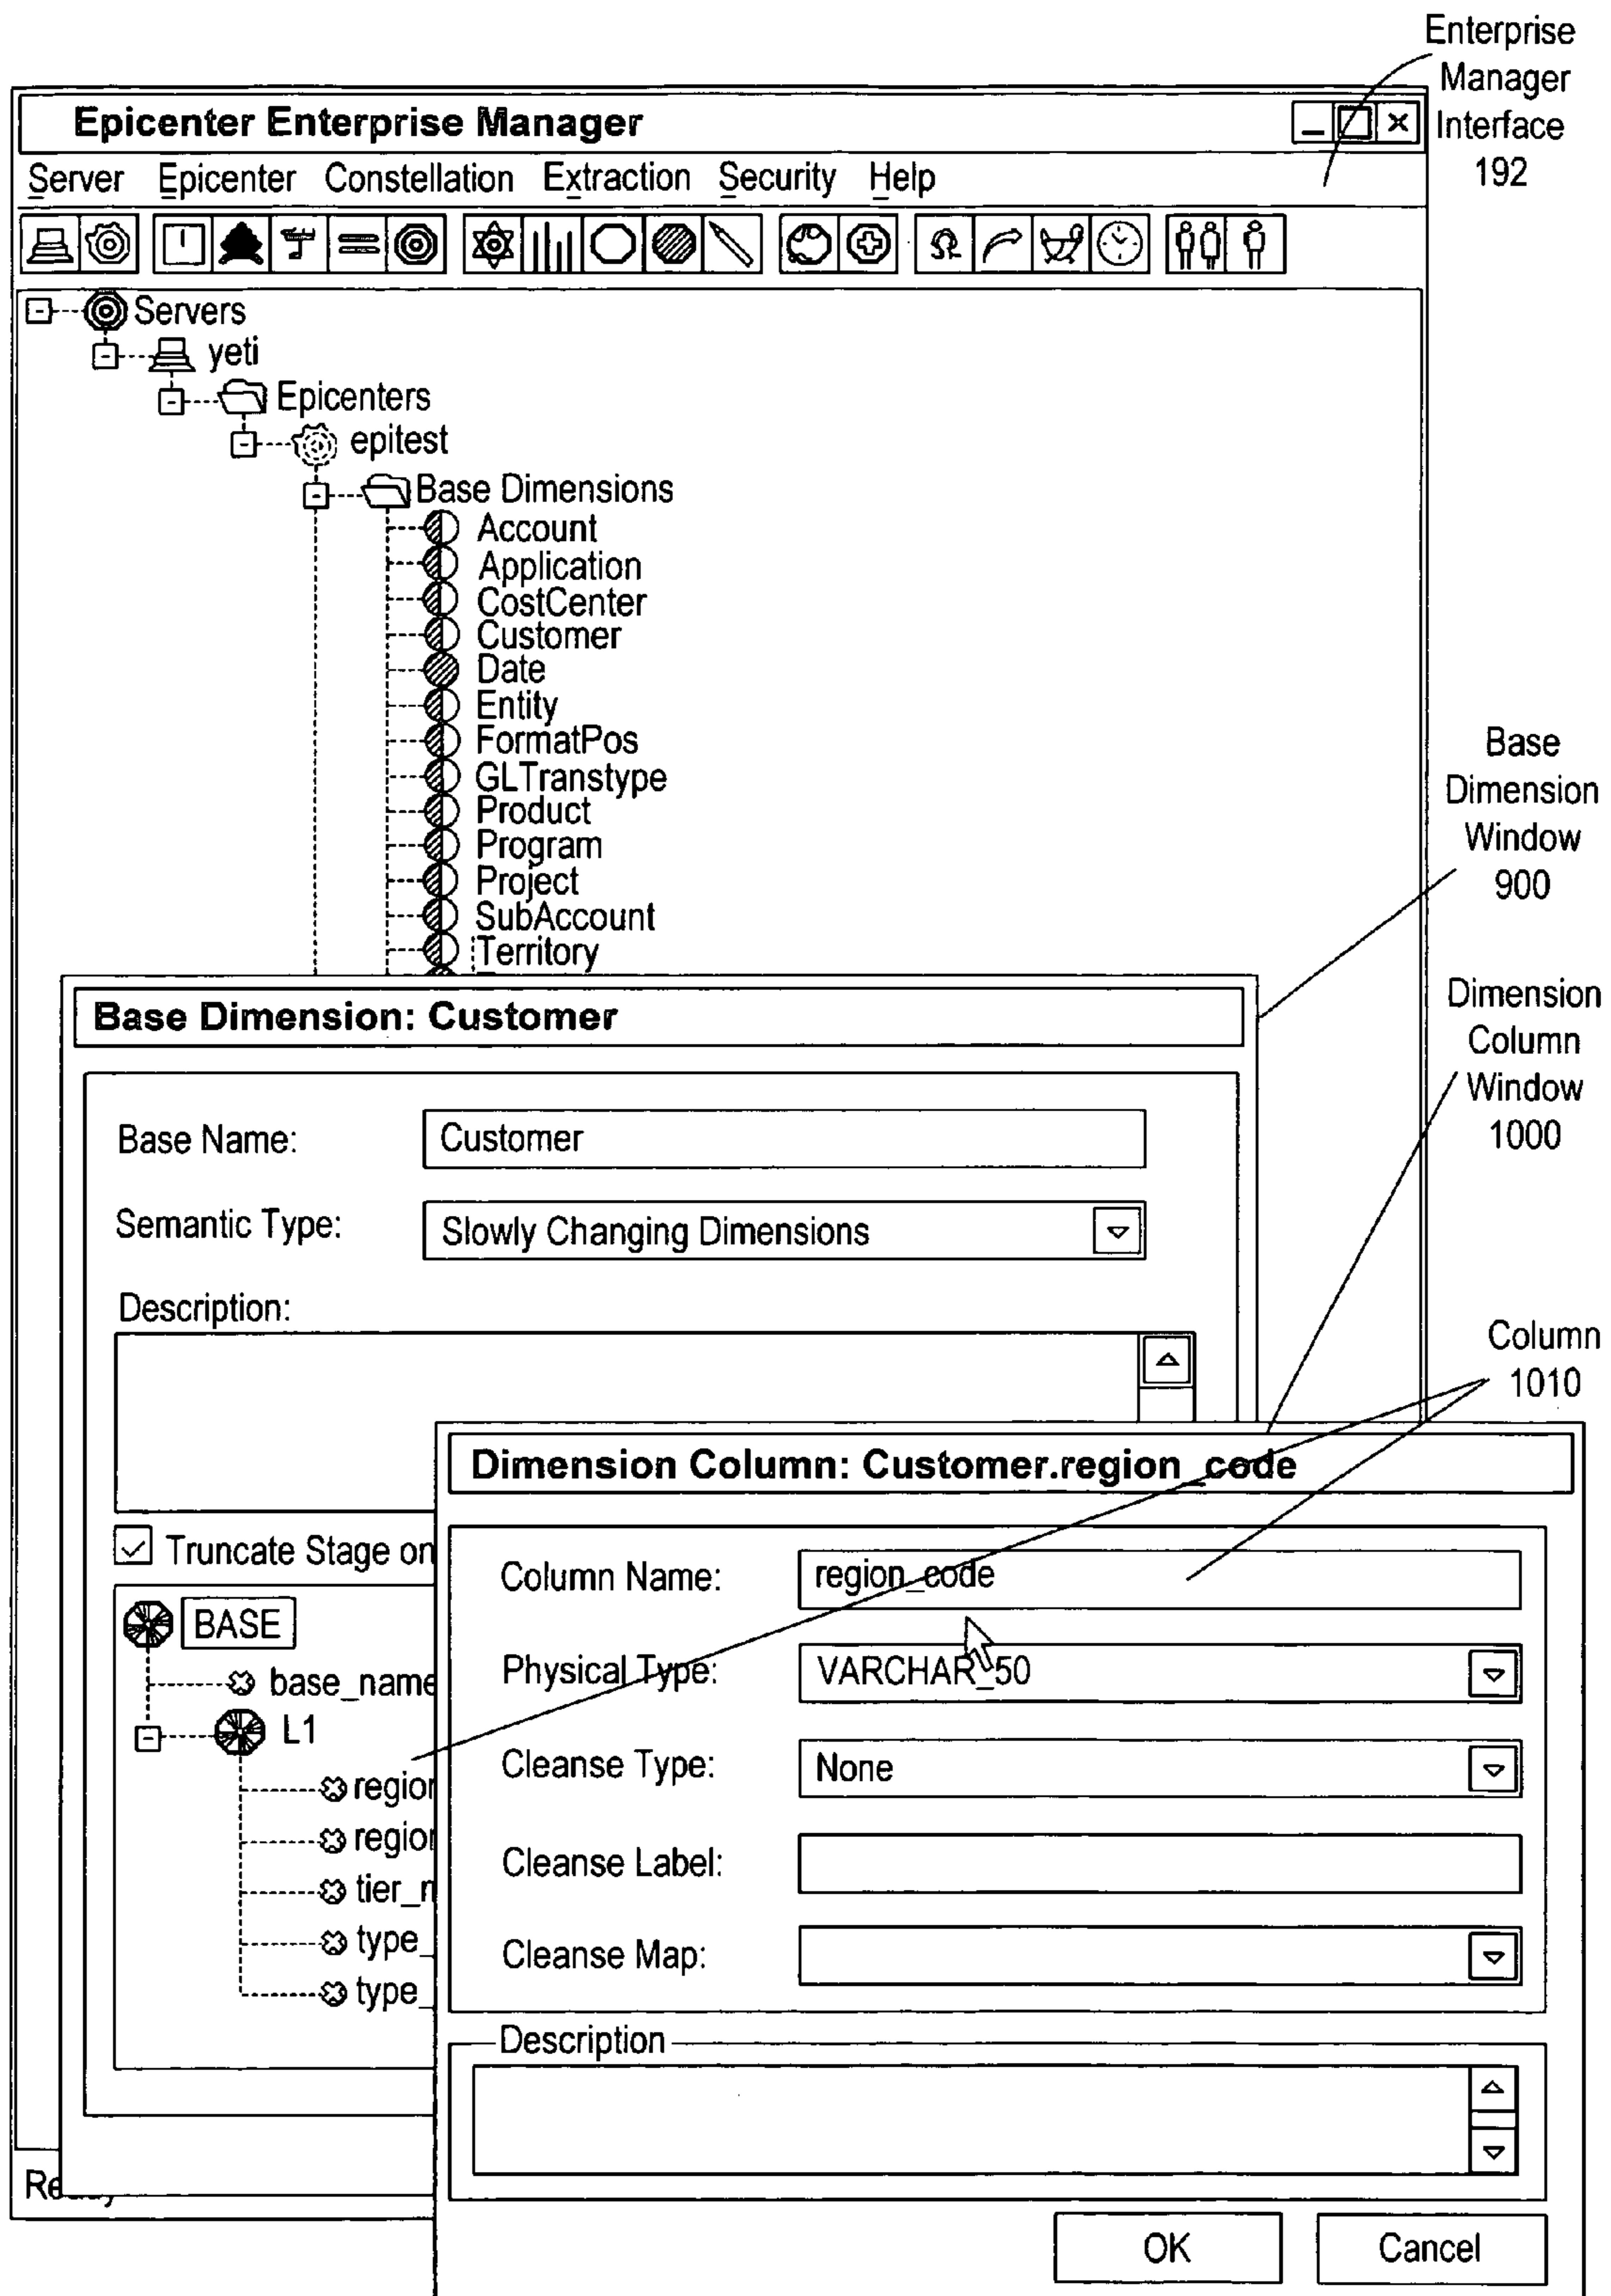 Enterprise
Manager
Interface
192
Epicenter Enterprise Manager
Server Epicenter Constellation Extraction Security Help
Servers
yeti
Epicenters
epitest
Base Dimensions
Account
Application
CostCenter
Customer
Date
Entity
FormatPos
GLTranstype
Product
Program
Project
SubAccount
Territory
Base
Dimension
Window
900
Dimension
Column
Window
1000
Column
1010
Base Dimension: Customer
Base Name: Customer
Semantic Type: Slowly Changing Dimensions
Description:
Truncate Stage on
BASE
base_name
L1
region
region
tier_n
type_
type_
Dimension Column: Customer.region_code
Column Name: region_code
Physical Type: VARCHAR_50
Cleanse Type: None
Cleanse Label:
Cleanse Map:
Description
OK Cancel